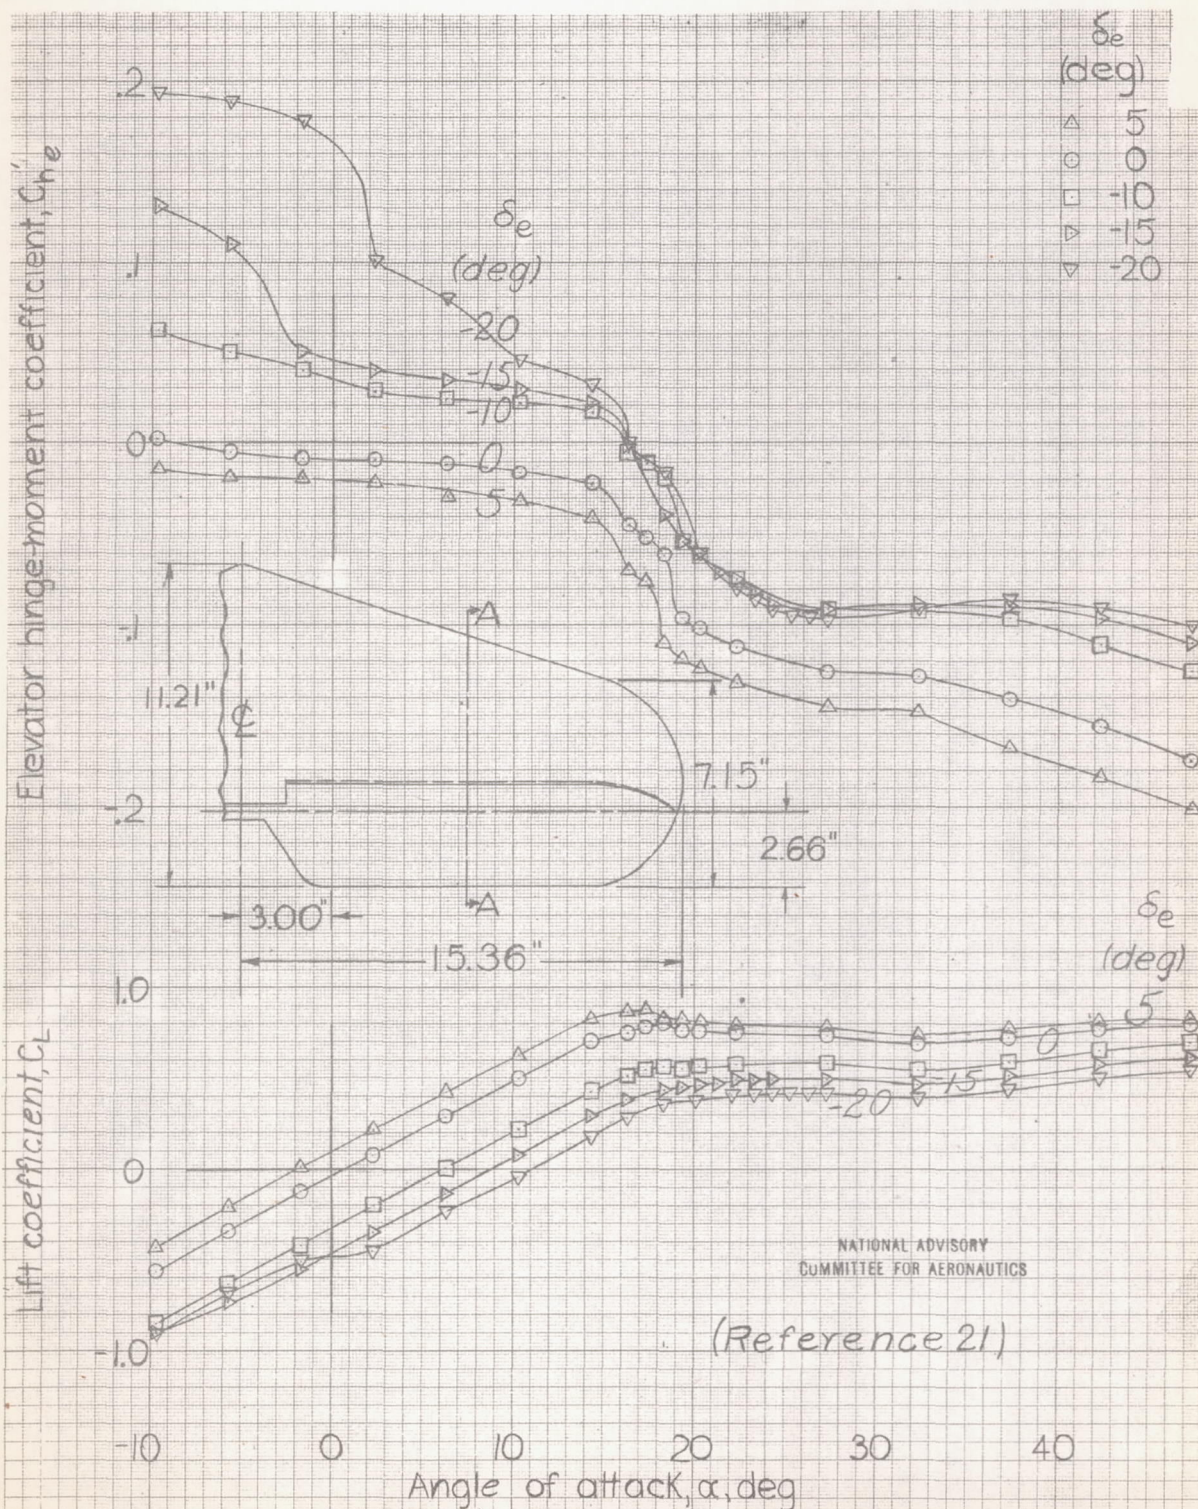 δe
(deg)
△ 5
○ 0
□ -10
▷ -15
▽ -20
Elevator hinge-moment coefficient, C'he
.2
.1
0
-.1
-.2
δe
(deg)
-20
-15
-10
0
5
A
11.21"
℄
7.15"
2.66"
A
3.00"
15.36"
δe
(deg)
5
0
-15
-20
Lift coefficient, CL
1.0
0
-1.0
NATIONAL ADVISORY
COMMITTEE FOR AERONAUTICS
(Reference 21)
-10 0 10 20 30 40
Angle of attack, α, deg